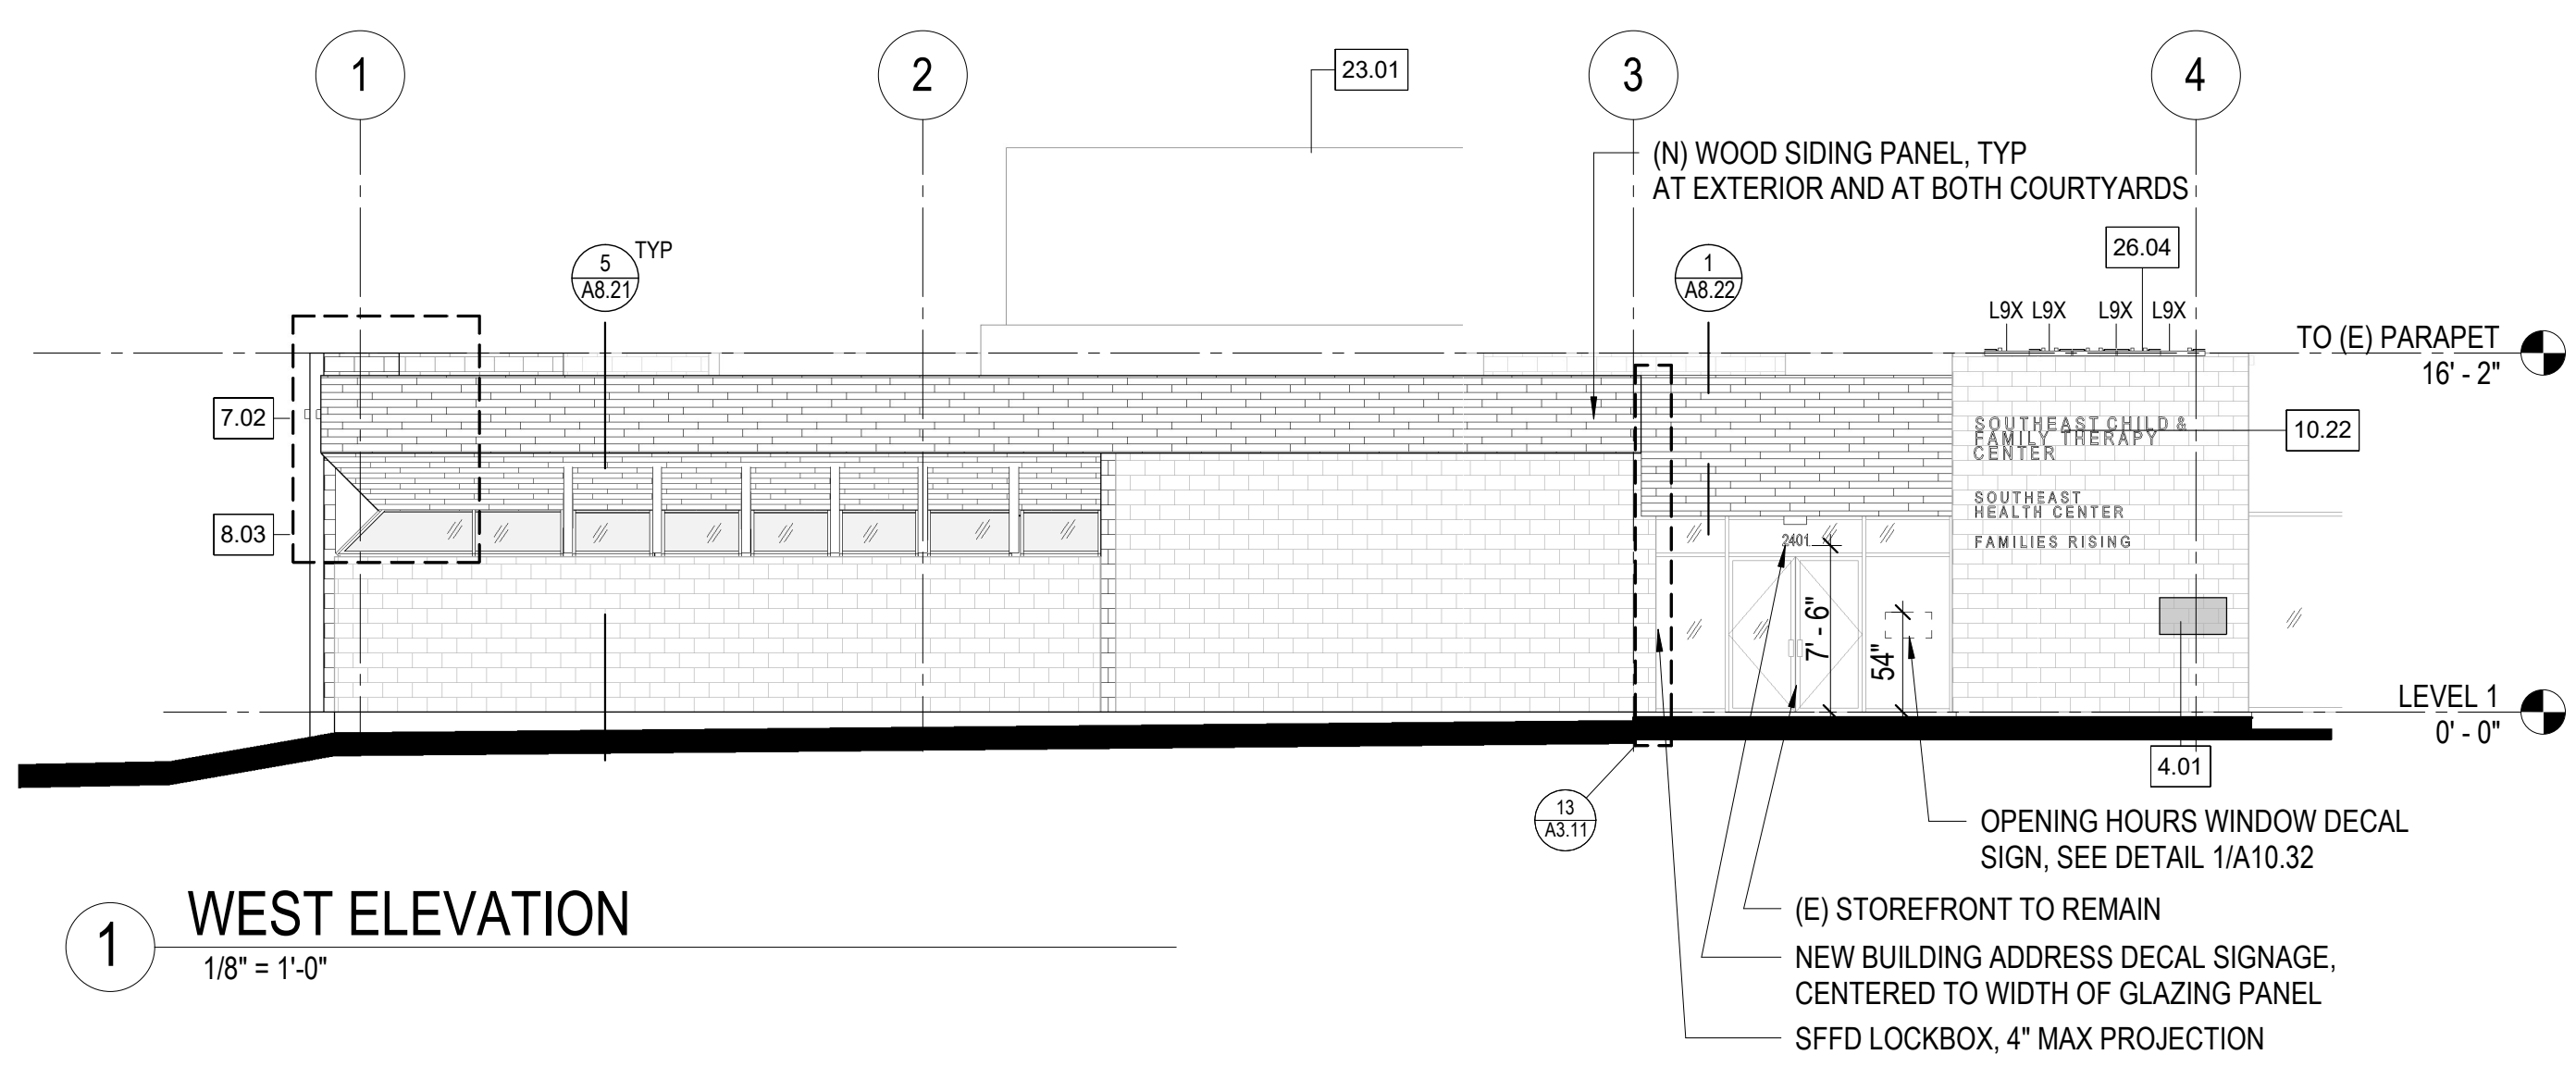 1
2
23.01
3
4
(N) WOOD SIDING PANEL, TYP
AT EXTERIOR AND AT BOTH COURTYARDS
5
A8.21
TYP
1
A8.22
26.04
L9X L9X L9X L9X
TO (E) PARAPET
16' - 2"
7.02
SOUTHEAST CHILD &
FAMILY THERAPY
CENTER
10.22
SOUTHEAST
HEALTH CENTER
8.03
2401
FAMILIES RISING
7' - 6"
54"
LEVEL 1
0' - 0"
4.01
13
A3.11
OPENING HOURS WINDOW DECAL
SIGN, SEE DETAIL 1/A10.32
(E) STOREFRONT TO REMAIN
NEW BUILDING ADDRESS DECAL SIGNAGE,
CENTERED TO WIDTH OF GLAZING PANEL
SFFD LOCKBOX, 4" MAX PROJECTION
1
WEST ELEVATION
1/8" = 1'-0"